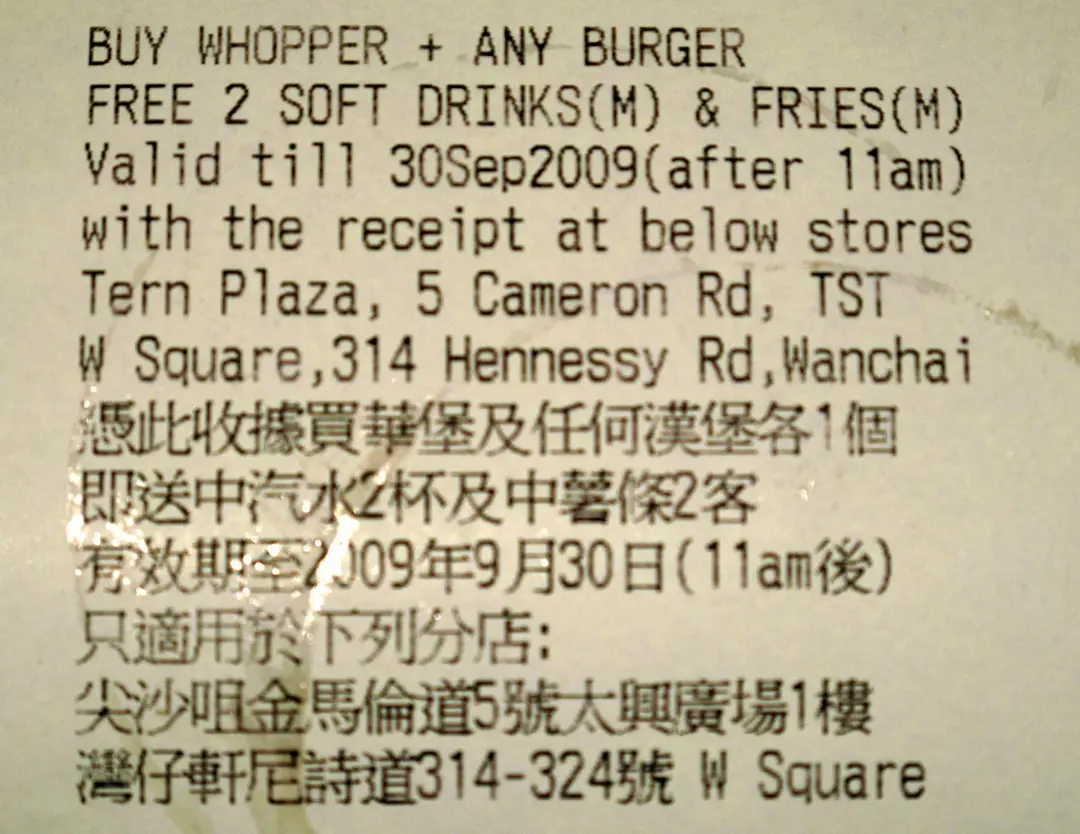 BUY WHOPPER + ANY BURGER
FREE 2 SOFT DRINKS(M) & FRIES(M)
Valid till 30Sep2009(after 11am)
with the receipt at below stores
Tern Plaza, 5 Cameron Rd, TST
W Square,314 Hennessy Rd,Wanchai
憑此收據買華堡及任何漢堡各1個
即送中汽水2杯及中薯條2客
有效期至2009年9月30日(11am後)
只適用於下列分店:
尖沙咀金馬倫道5號太興廣場1樓
灣仔軒尼詩道314-324號 W Square